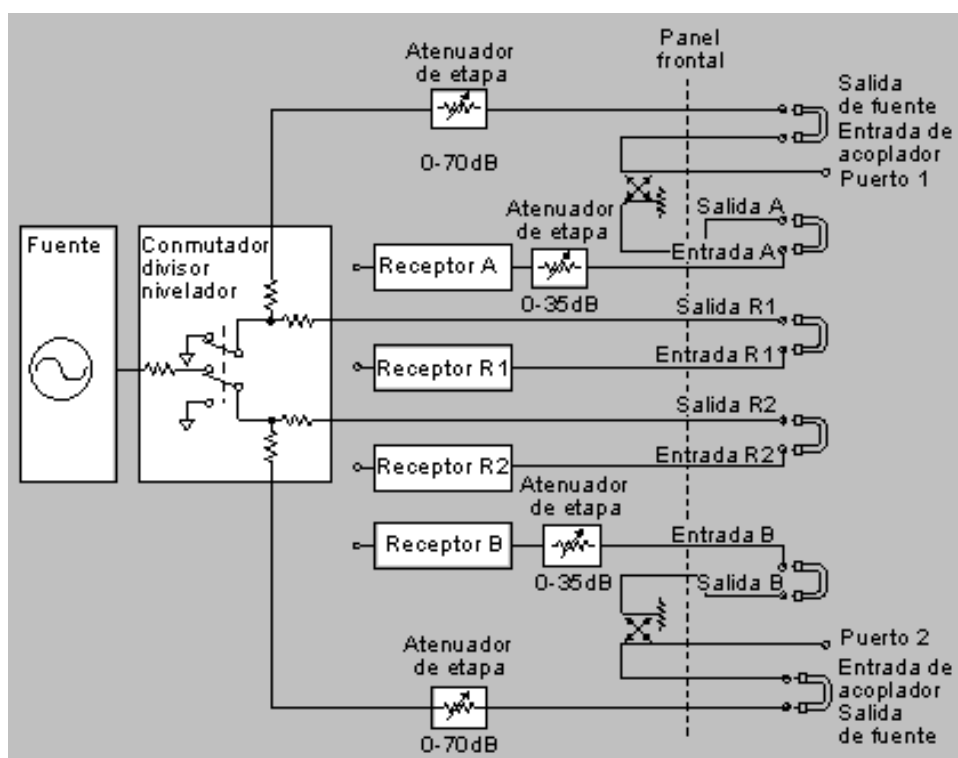 Atenuador
de etapa
0-70dB
Panel
frontal
Salida
de fuente
Entrada de
acoplador
Puerto 1
Fuente
Conmutador
divisor
nivelador
Atenuador
de etapa
Salida A
Receptor A
Entrada A
0-35dB
Salida R1
Receptor R1
Entrada R1
Salida R2
Receptor R2
Entrada R2
Atenuador
de etapa
Receptor B
Entrada B
0-35dB
Salida B
Puerto 2
Atenuador
de etapa
0-70dB
Entrada de
acoplador
Salida
de fuente